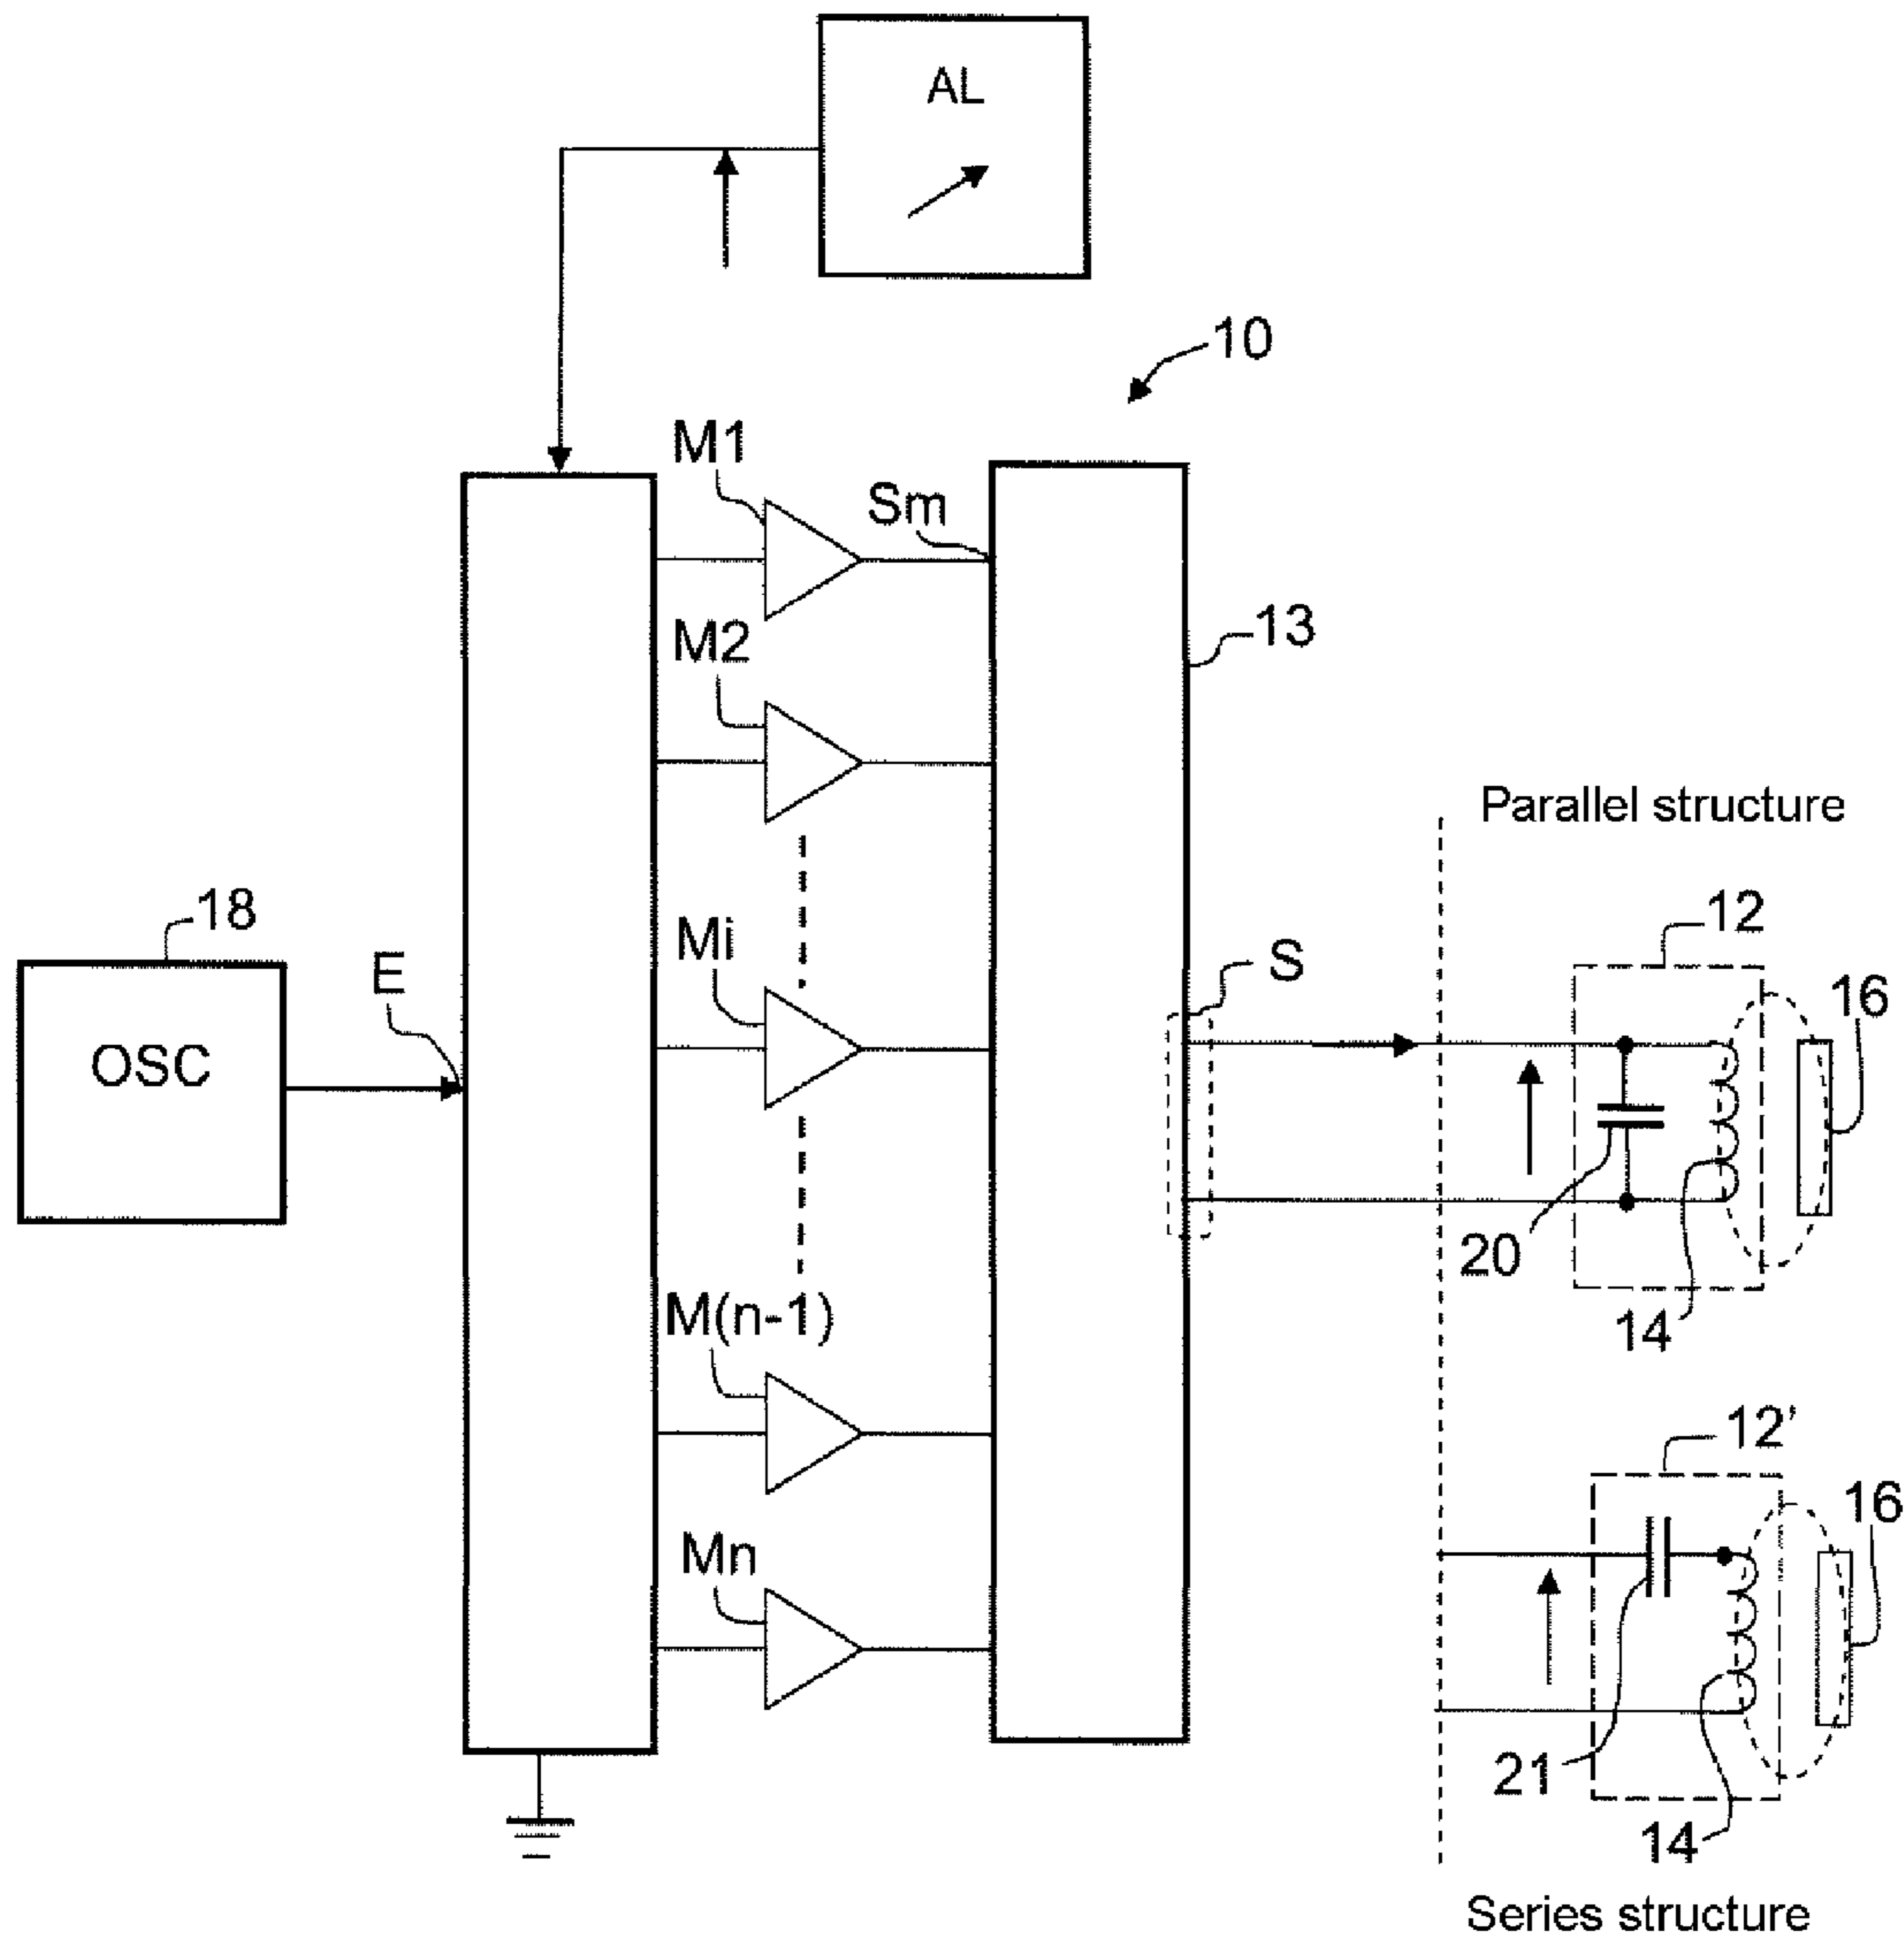 AL
10
M1
Sm
M2
13
Parallel structure
18
12
E
Mi
S
16
OSC
20
14
M(n-1)
12'
16
Mn
21
14
Series structure